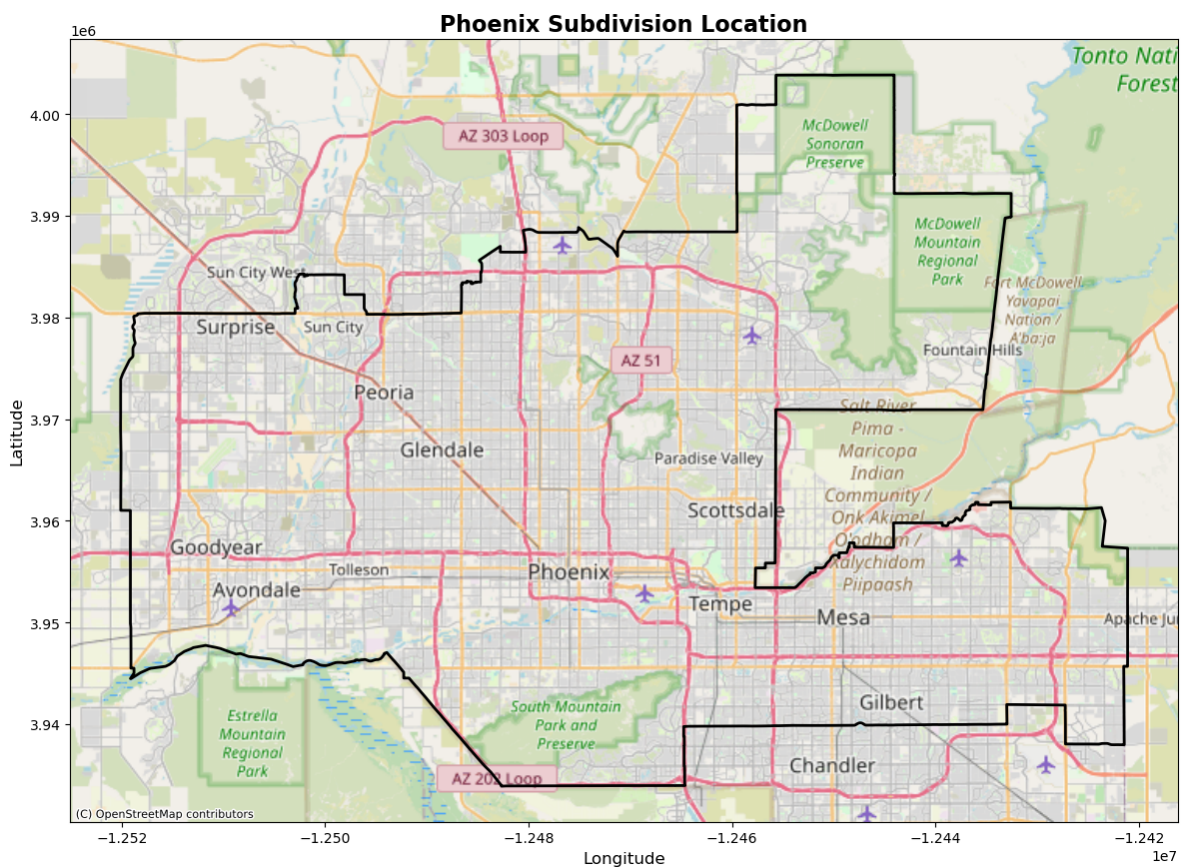 Phoenix Subdivision Location
1e6
Tonto Nati
Forest
4.00
AZ 303 Loop
McDowell
Sonoran
Preserve
3.99
McDowell
Mountain
Regional
Park
Sun City West
Fort McDowell
Yavapai
Nation /
A'ba:ja
3.98
Surprise
Sun City
Fountain Hills
AZ 51
Peoria
3.97
Salt River
Pima -
Maricopa
Indian
Community /
Onk Akimel
O'odham /
Xalychidom
Piipaash
Glendale
Paradise Valley
Latitude
3.96
Scottsdale
Goodyear
Tolleson
Phoenix
Avondale
Tempe
Mesa
Apache Ju
3.95
Gilbert
South Mountain
Park and
Preserve
Estrella
Mountain
Regional
Park
3.94
Chandler
AZ 202 Loop
(C) OpenStreetMap contributors
−1.252
−1.250
−1.248
−1.246
−1.244
−1.242
1e7
Longitude